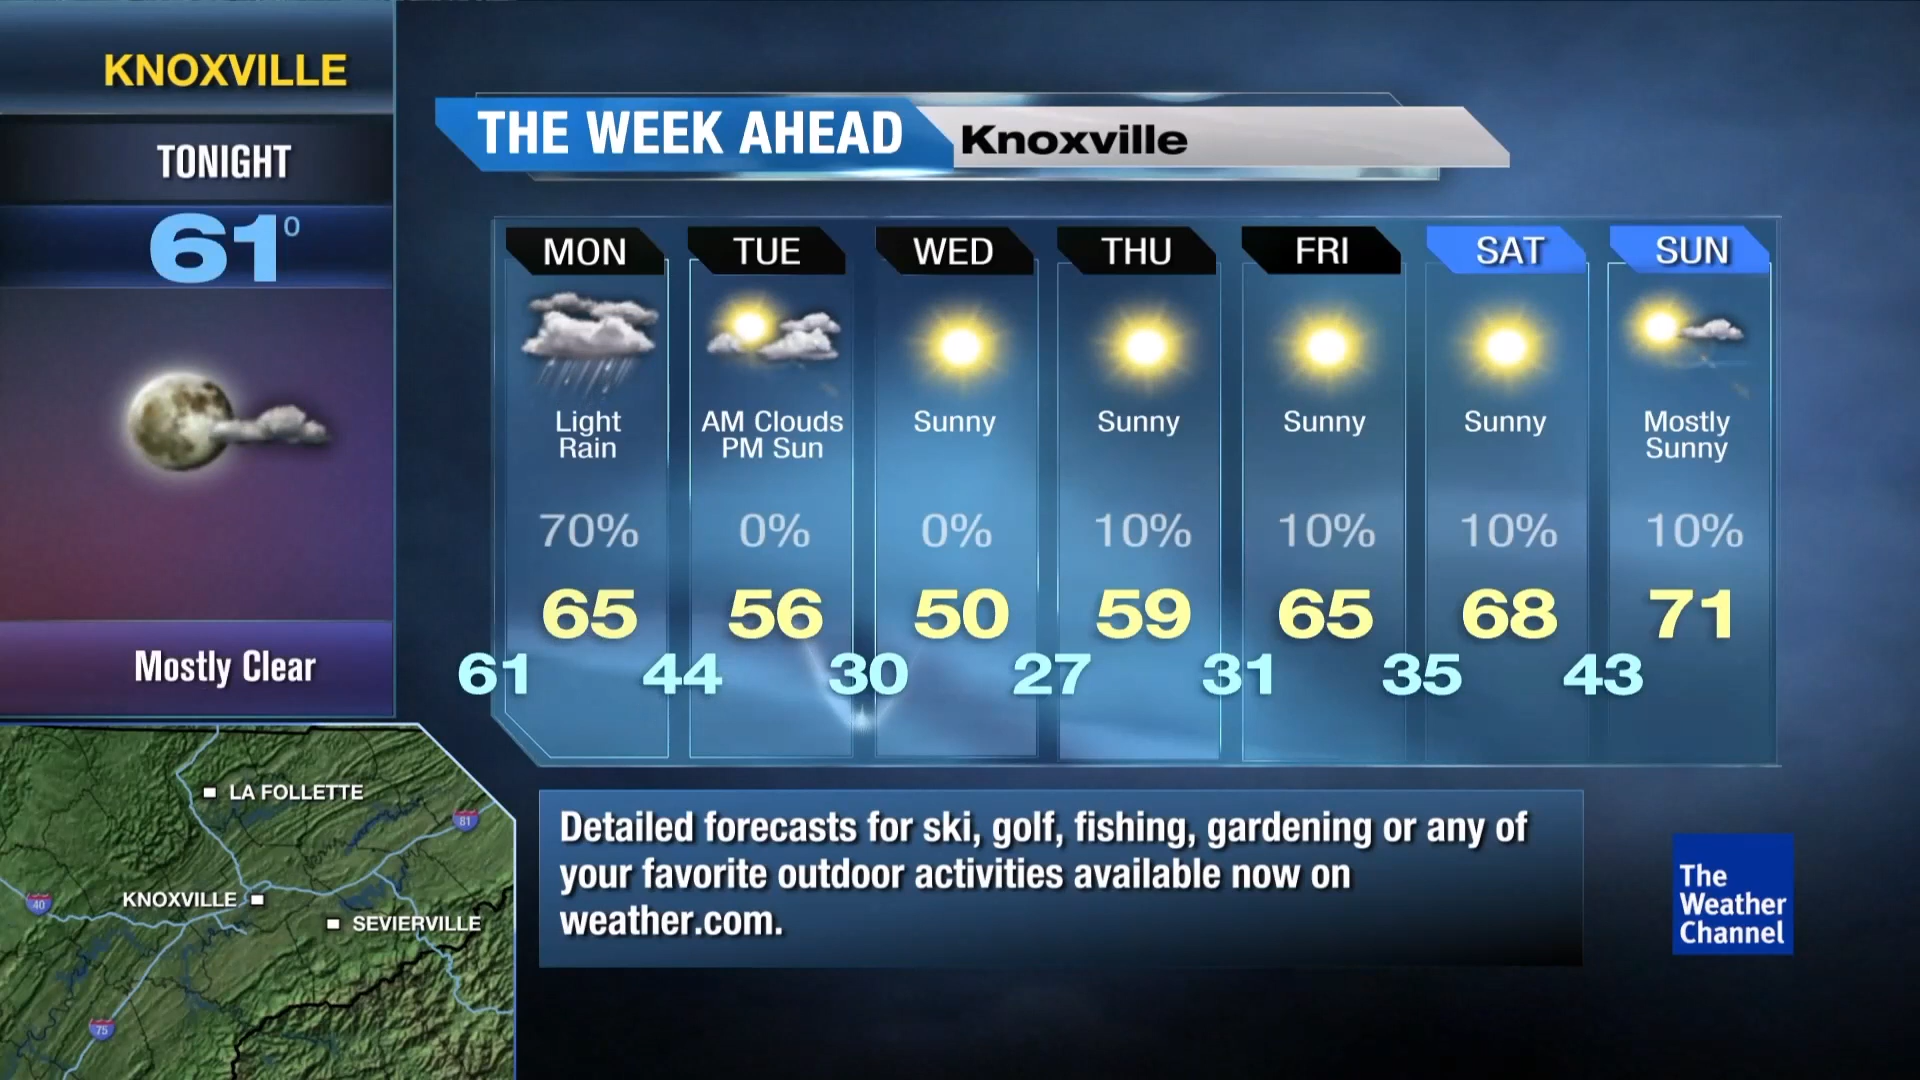 KNOXVILLE
TONIGHT
61°
Mostly Clear
LA FOLLETTE
81
40
KNOXVILLE
SEVIERVILLE
75
THE WEEK AHEAD Knoxville
MON TUE WED THU FRI SAT SUN
Light AM Clouds Sunny Sunny Sunny Sunny Mostly
Rain PM Sun Sunny
70% 0% 0% 10% 10% 10% 10%
65 56 50 59 65 68 71
61 44 30 27 31 35 43
Detailed forecasts for ski, golf, fishing, gardening or any of
your favorite outdoor activities available now on
weather.com.
The
Weather
Channel